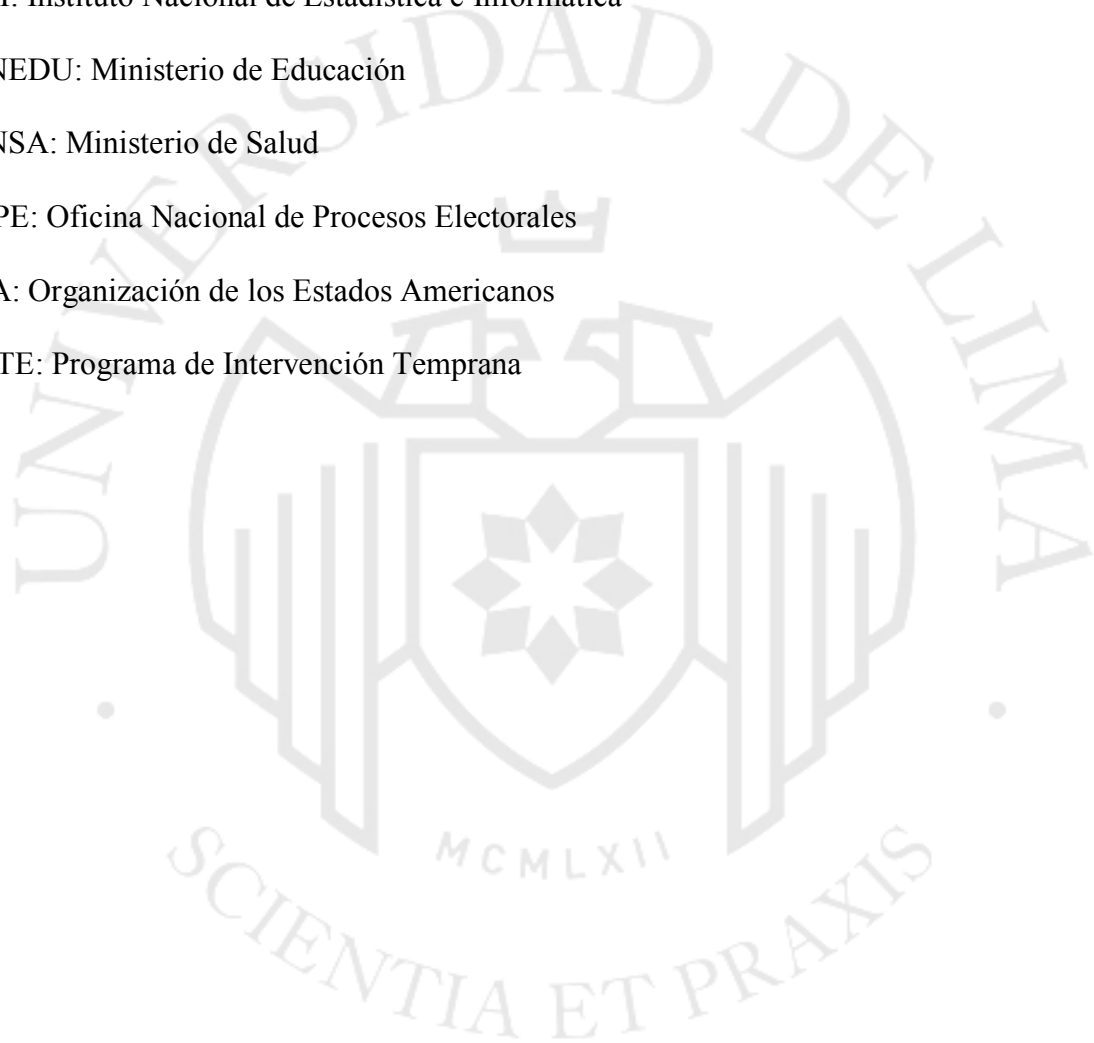 : Instituto Nacional de Estadística e Informática
NEDU: Ministerio de Educación
NSA: Ministerio de Salud
PE: Oficina Nacional de Procesos Electorales
A: Organización de los Estados Americanos
TE: Programa de Intervención Temprana
UNIVERSIDAD DE LIMA
MCMLXII
SCIENTIA ET PRAXIS